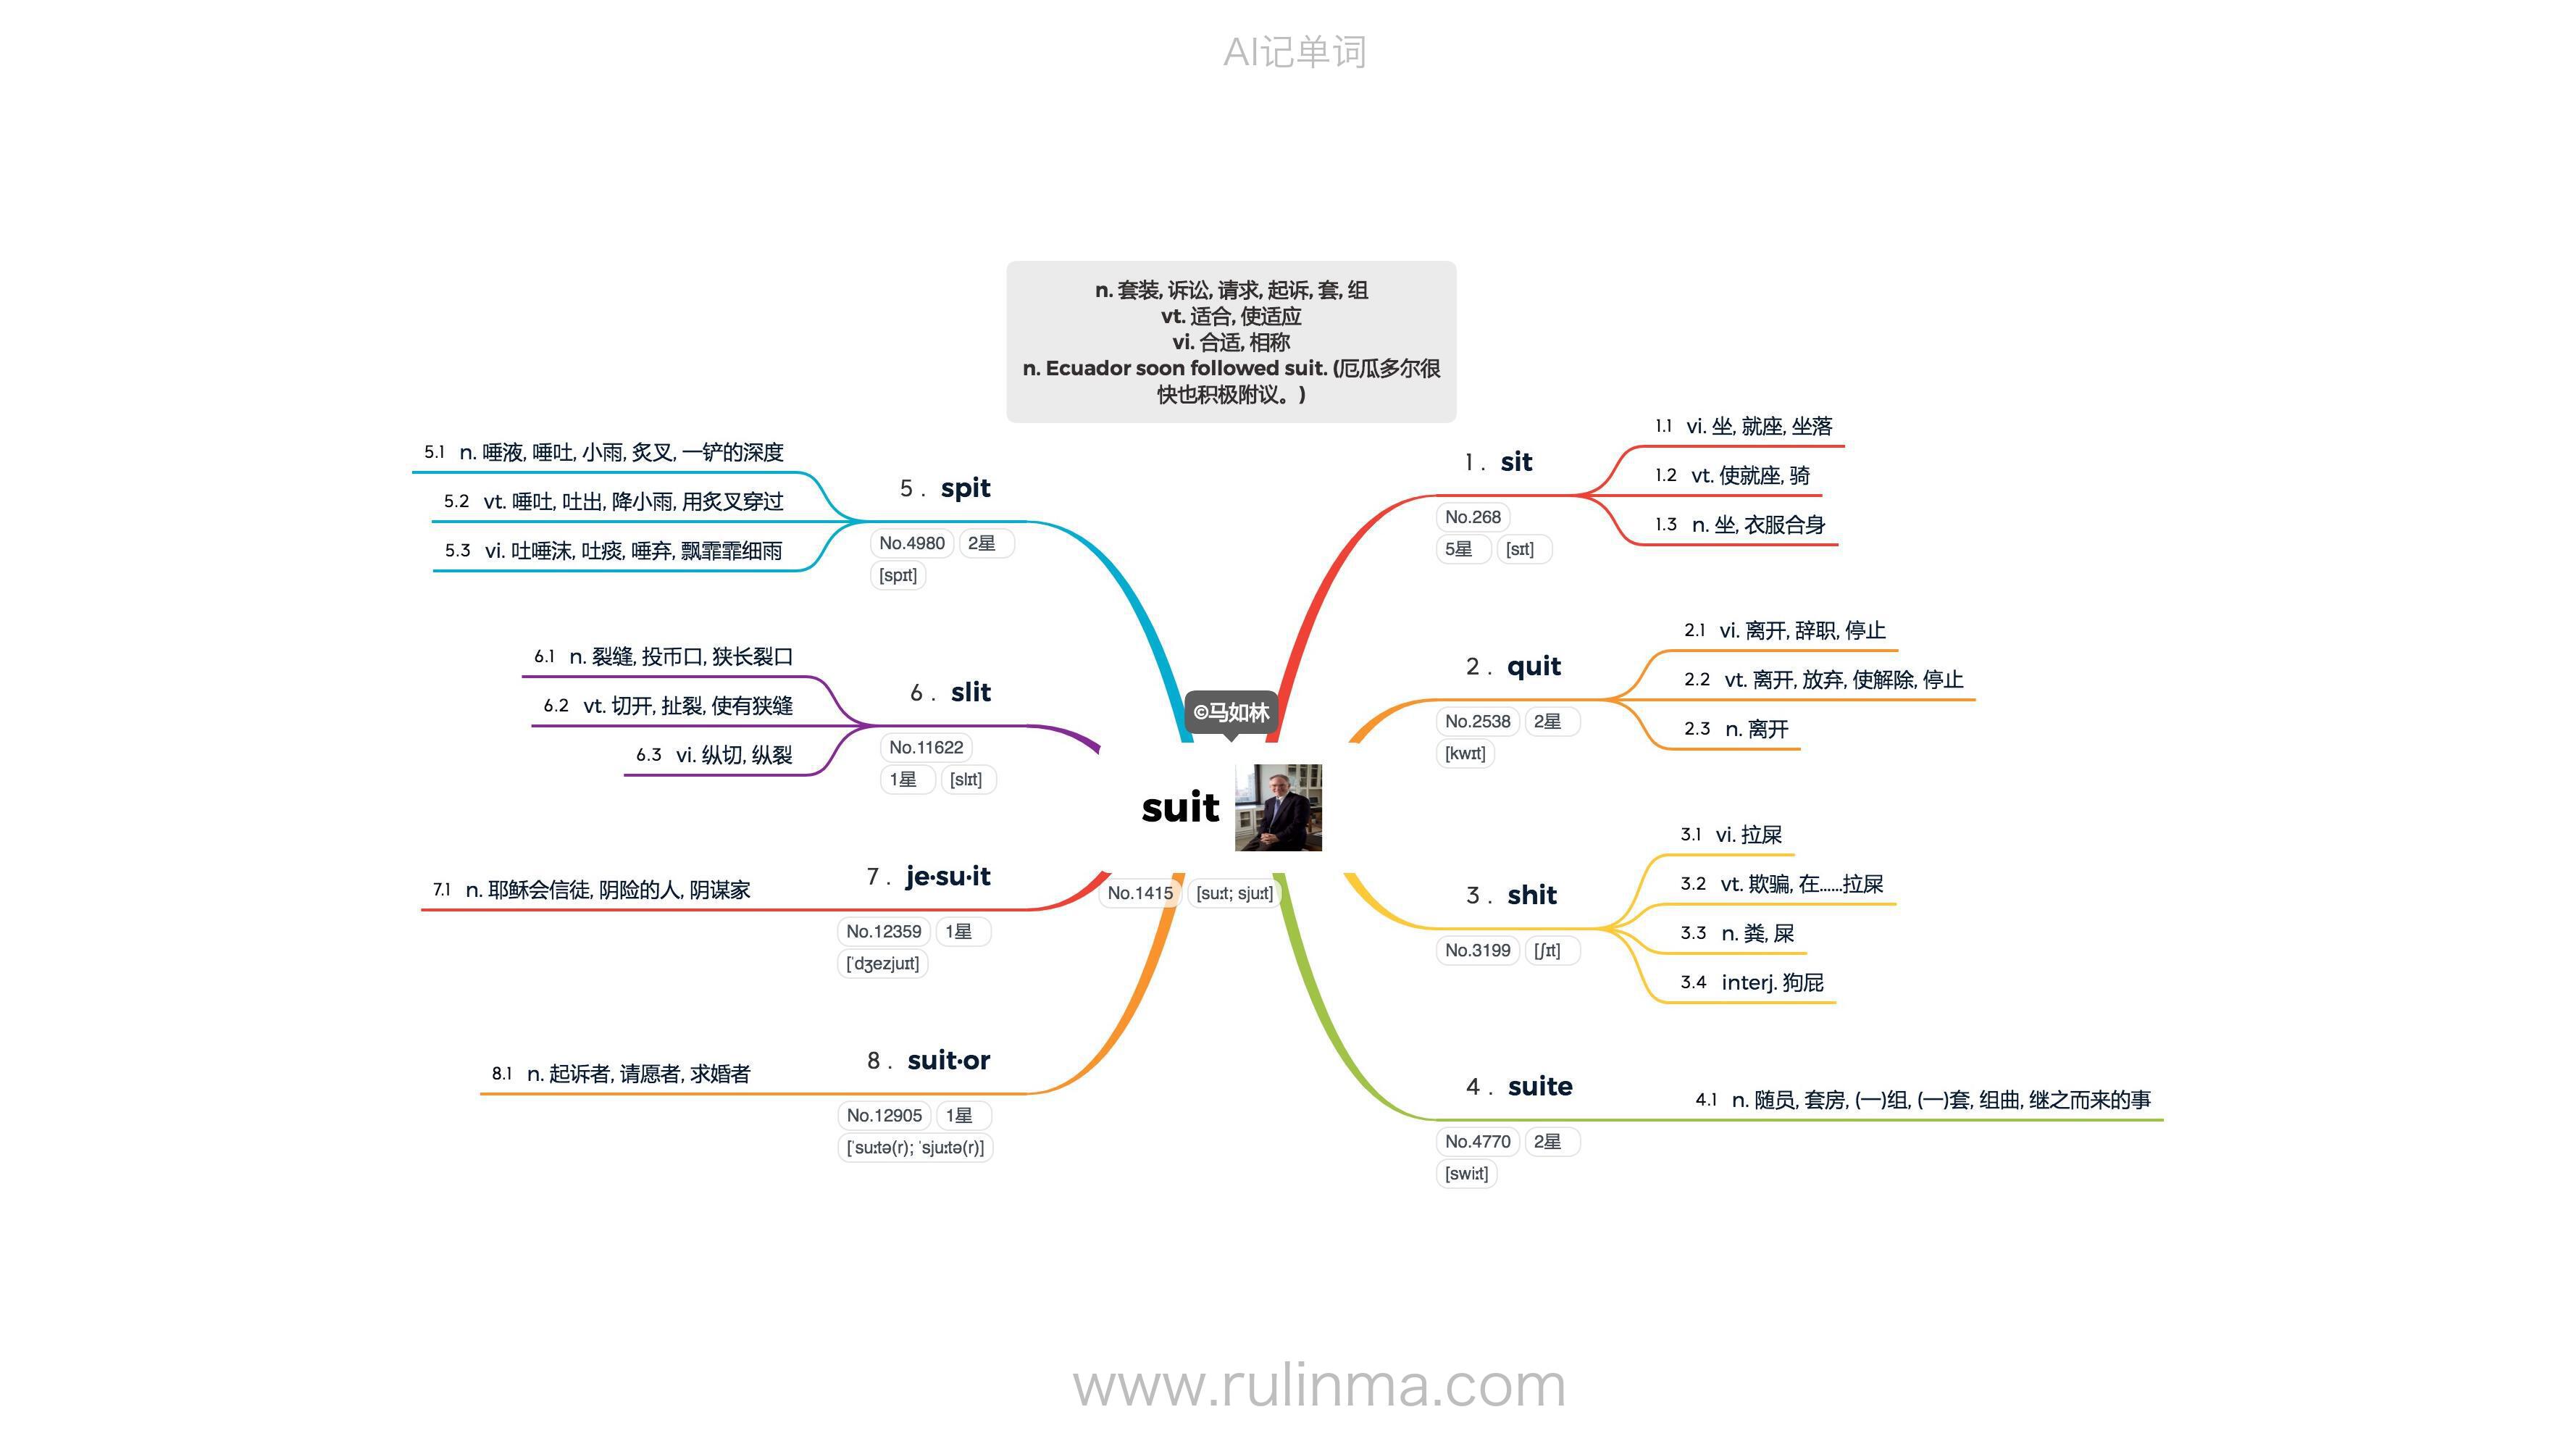 AI记单词
n. 套装, 诉讼, 请求, 起诉, 套, 组
vt. 适合, 使适应
vi. 合适, 相称
n. Ecuador soon followed suit. (厄瓜多尔很
快也积极附议。)
©马如林
suit
No.1415 [suːt; sjuːt]
1. sit
No.268
5星 [sɪt]
1.1 vi. 坐, 就座, 坐落
1.2 vt. 使就座, 骑
1.3 n. 坐, 衣服合身
2. quit
No.2538 2星
[kwɪt]
2.1 vi. 离开, 辞职, 停止
2.2 vt. 离开, 放弃, 使解除, 停止
2.3 n. 离开
3. shit
No.3199 [ʃɪt]
3.1 vi. 拉屎
3.2 vt. 欺骗, 在……拉屎
3.3 n. 粪, 屎
3.4 interj. 狗屁
4. suite
No.4770 2星
[swiːt]
4.1 n. 随员, 套房, (一)组, (一)套, 组曲, 继之而来的事
5. spit
No.4980 2星
[spɪt]
5.1 n. 唾液, 唾吐, 小雨, 炙叉, 一铲的深度
5.2 vt. 唾吐, 吐出, 降小雨, 用炙叉穿过
5.3 vi. 吐唾沫, 吐痰, 唾弃, 飘霏霏细雨
6. slit
No.11622
1星 [slɪt]
6.1 n. 裂缝, 投币口, 狭长裂口
6.2 vt. 切开, 扯裂, 使有狭缝
6.3 vi. 纵切, 纵裂
7. je·su·it
No.12359 1星
[ˈdʒezjuɪt]
7.1 n. 耶稣会信徒, 阴险的人, 阴谋家
8. suit·or
No.12905 1星
[ˈsuːtə(r); ˈsjuːtə(r)]
8.1 n. 起诉者, 请愿者, 求婚者
www.rulinma.com